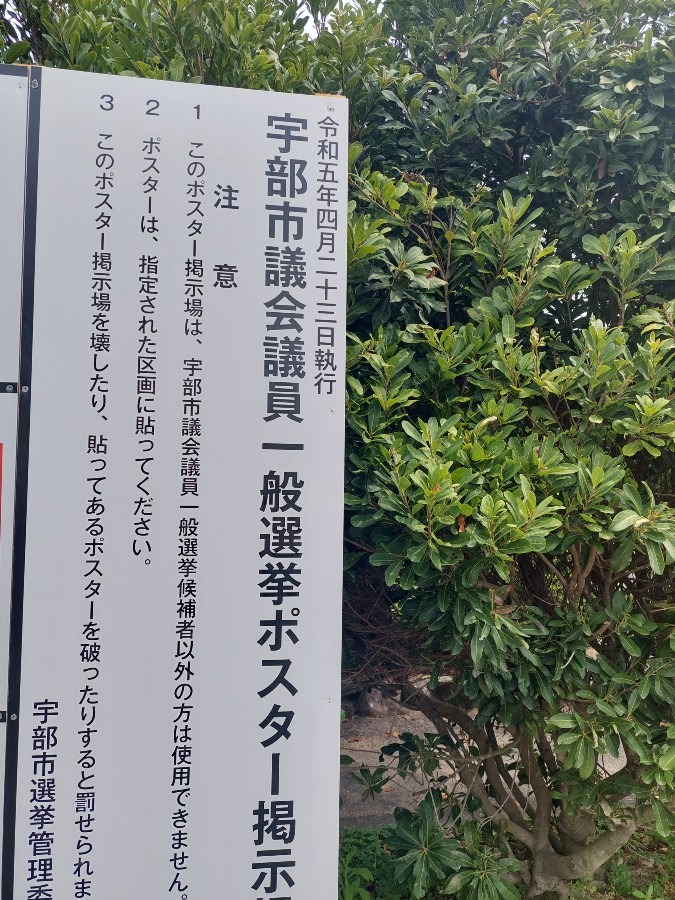 令和五年四月二十三日執行
宇部市議会議員一般選挙ポスター掲示
注意
1 このポスター掲示場は、宇部市議会議員一般選挙候補者以外の方は使用できません。
2 ポスターは、指定された区画に貼ってください。
3 このポスター掲示場を壊したり、貼ってあるポスターを破ったりすると罰せられま
宇部市選挙管理委